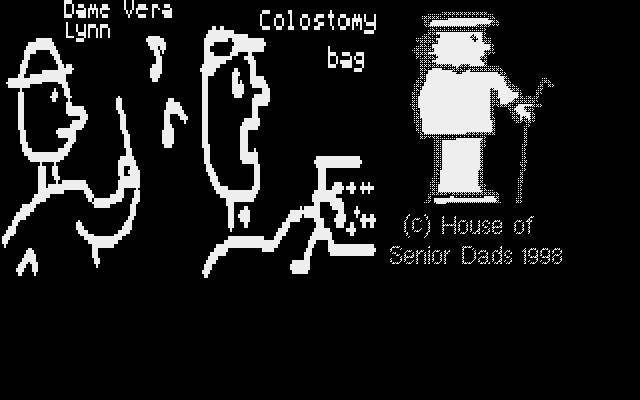 Dame Vera
Lynn
Colostomy
bag
(c) House of
Senior Dads 1998